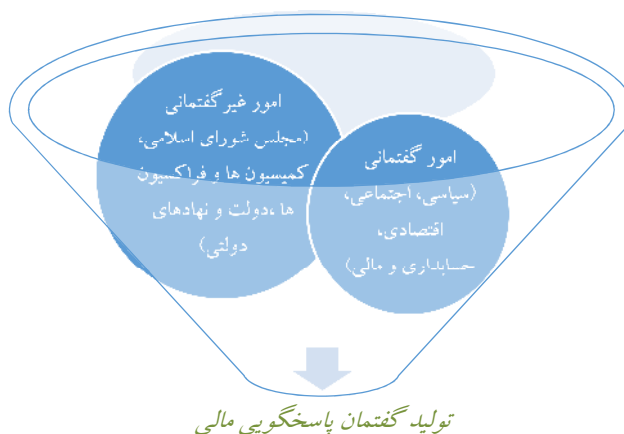 امور غیرگفتمانی
(مجلس شورای اسلامی،
کمیسیون ها و فراکسیون
ها ،دولت و نهادهای
دولتی)
امور گفتمانی
(سیاسی، اجتماعی،
اقتصادی،
حسابداری و مالی)
تولید گفتمان پاسخگویی مالی